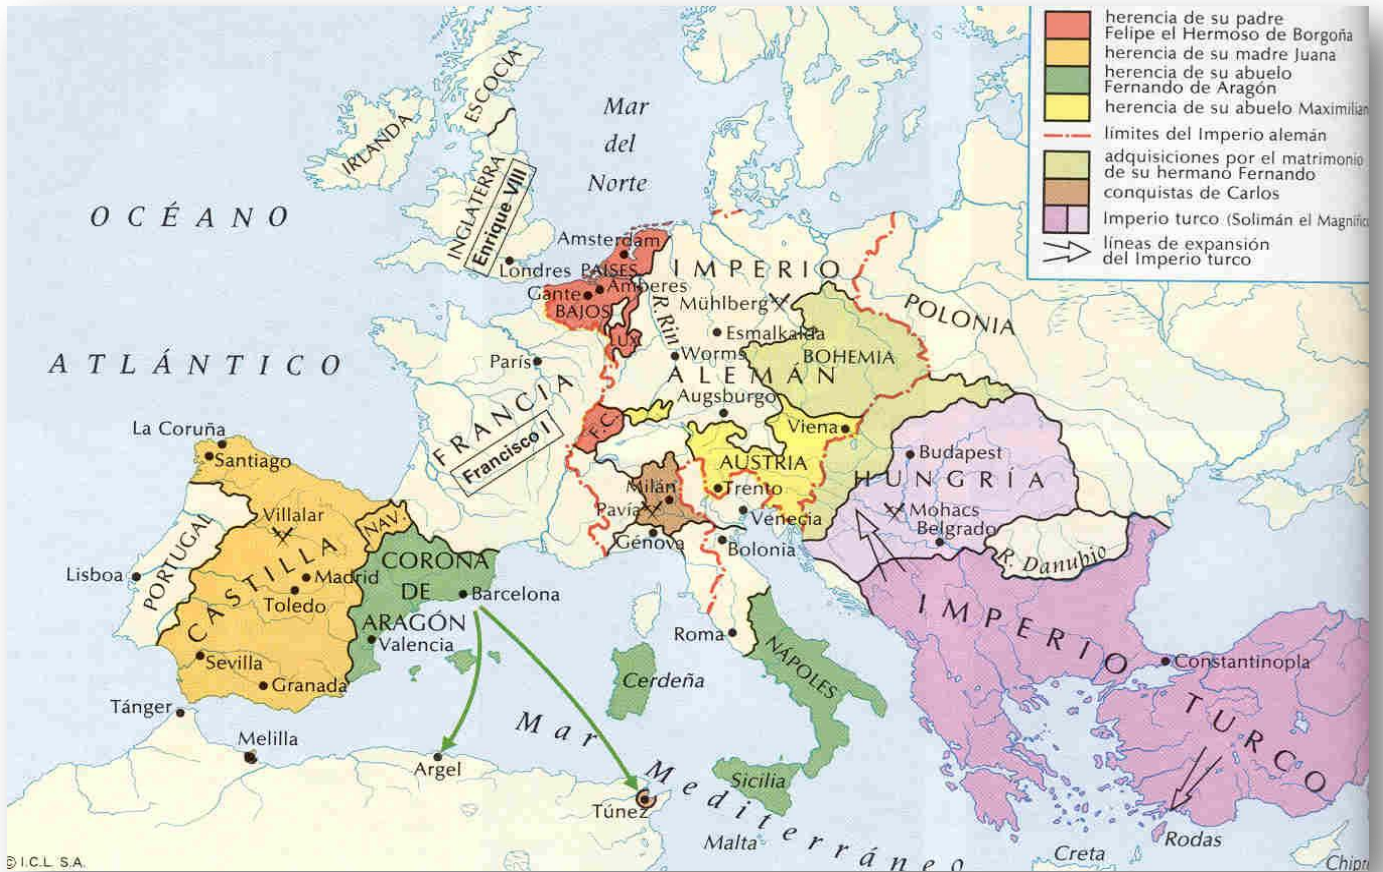 herencia de su padre
Felipe el Hermoso de Borgoña
herencia de su madre Juana
herencia de su abuelo
Fernando de Aragón
herencia de su abuelo Maximilian
límites del Imperio alemán
adquisiciones por el matrimonio
de su hermano Fernando
conquistas de Carlos
Imperio turco (Solimán el Magnífico
líneas de expansión
del Imperio turco
ESCOCIA
IRLANDA
INGLATERRA
Enrique VIII
Mar
del
Norte
OCÉANO
ATLÁNTICO
Londres
Amsterdam
PAISES
BAJOS
Amberes
Gante
LUX
R. Rin
IMPERIO
ALEMÁN
Mühlberg
Esmalkalda
Worms
Augsburgo
BOHEMIA
POLONIA
París
FRANCIA
Francisco I
F.C.
Viena
AUSTRIA
Trento
Milán
Pavía
Génova
Venecia
Bolonia
HUNGRÍA
Budapest
Mohacs
Belgrado
R. Danubio
La Coruña
Santiago
PORTUGAL
Lisboa
Villalar
NAV.
CASTILLA
Madrid
Toledo
Sevilla
Granada
CORONA
DE
ARAGÓN
Barcelona
Valencia
Roma
NÁPOLES
Cerdeña
Sicilia
IMPERIO
TURCO
Constantinopla
Tánger
Melilla
Argel
Túnez
Mar Mediterráneo
Malta
Creta
Rodas
Chipr
© I.C.L. S.A.